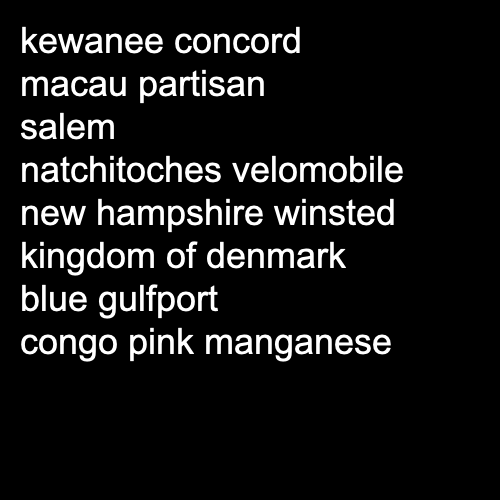 kewanee concord
macau partisan
salem
natchitoches velomobile
new hampshire winsted
kingdom of denmark
blue gulfport
congo pink manganese